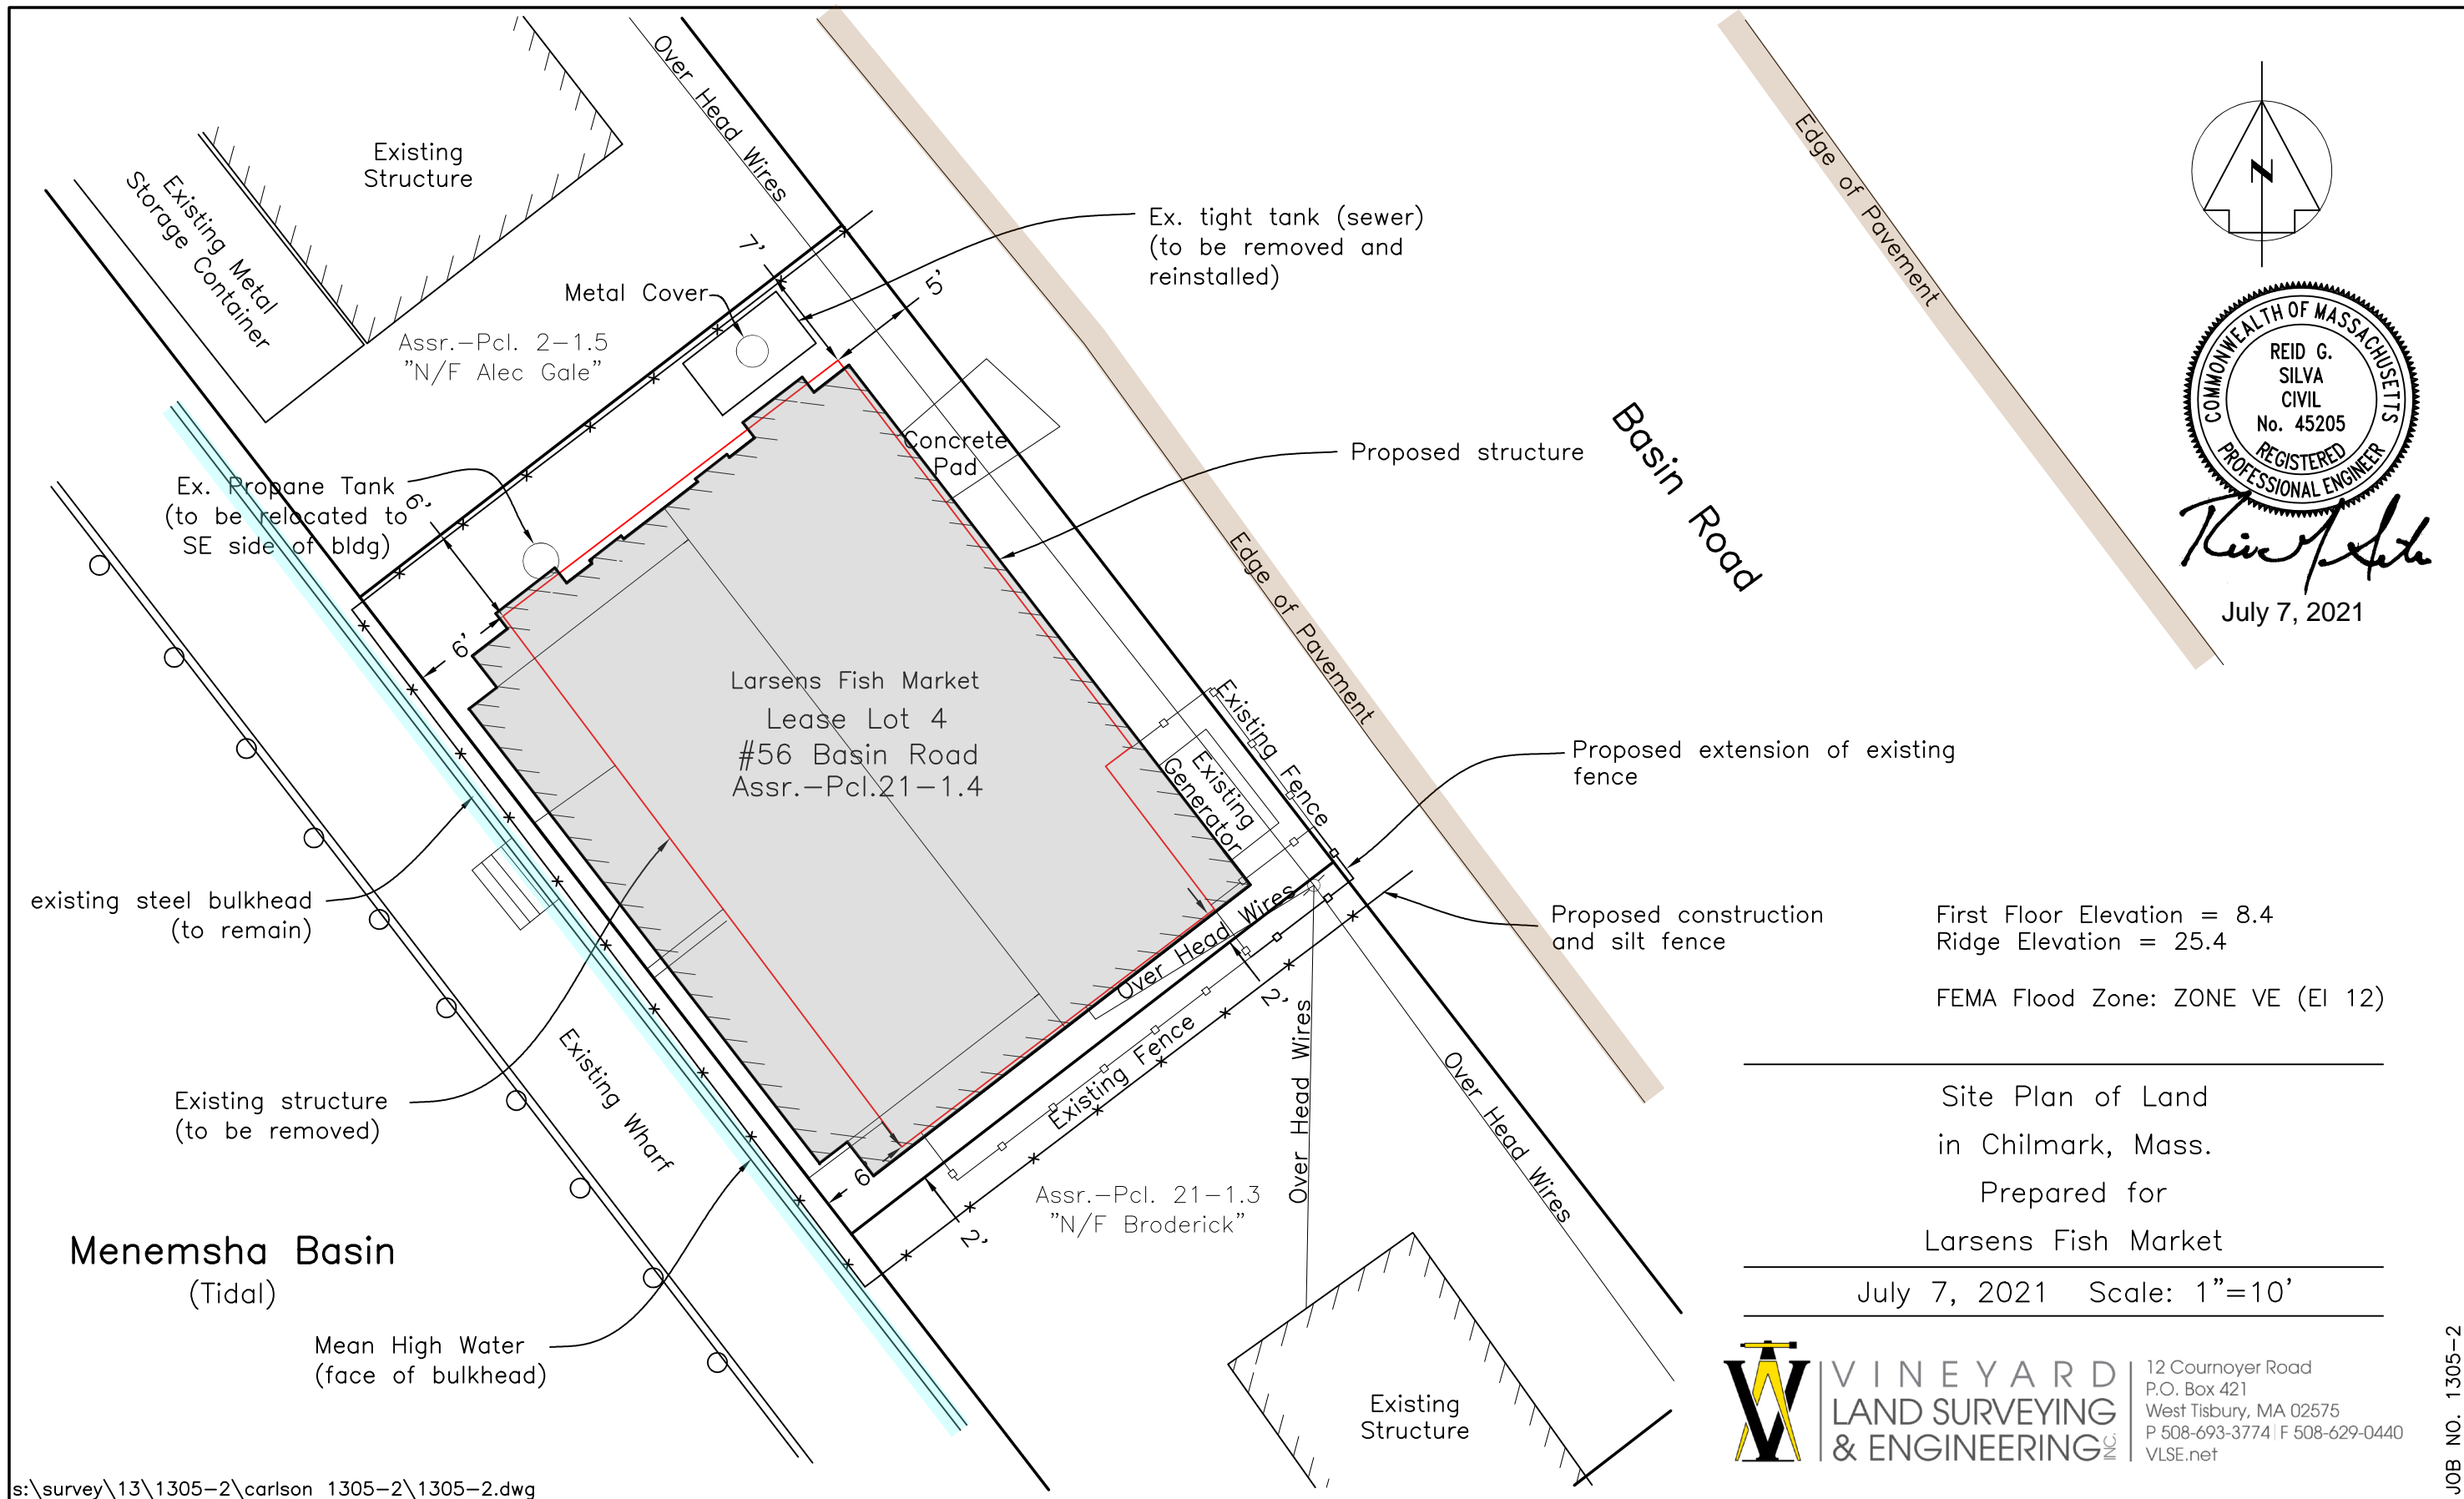 Over Head Wires
Existing
Structure
Existing Metal
Storage Container
Edge of Pavement
N
Ex. tight tank (sewer)
(to be removed and
reinstalled)
7'
5'
Metal Cover
Assr.-Pcl. 2-1.5
"N/F Alec Gale"
COMMONWEALTH OF MASSACHUSETTS
REID G.
SILVA
CIVIL
No. 45205
REGISTERED
PROFESSIONAL ENGINEER
July 7, 2021
Concrete
Pad
Proposed structure
Basin Road
Ex. Propane Tank
(to be relocated to
SE side of bldg)
6'
6'
Edge of Pavement
Larsens Fish Market
Lease Lot 4
#56 Basin Road
Assr.-Pcl.21-1.4
Existing Fence
Existing
Generator
Proposed extension of existing
fence
existing steel bulkhead
(to remain)
Over Head Wires
Proposed construction
and silt fence
First Floor Elevation = 8.4
Ridge Elevation = 25.4
FEMA Flood Zone: ZONE VE (El 12)
2'
Existing Fence
Over Head Wires
Over Head Wires
Existing Wharf
Existing structure
(to be removed)
6'
2'
Assr.-Pcl. 21-1.3
"N/F Broderick"
Menemsha Basin
(Tidal)
Mean High Water
(face of bulkhead)
Existing
Structure
Site Plan of Land
in Chilmark, Mass.
Prepared for
Larsens Fish Market
July 7, 2021 Scale: 1"=10'
VINEYARD
LAND SURVEYING
& ENGINEERING INC.
12 Cournoyer Road
P.O. Box 421
West Tisbury, MA 02575
P 508-693-3774 | F 508-629-0440
VLSE.net
JOB NO. 1305-2
s:\survey\13\1305-2\carlson 1305-2\1305-2.dwg